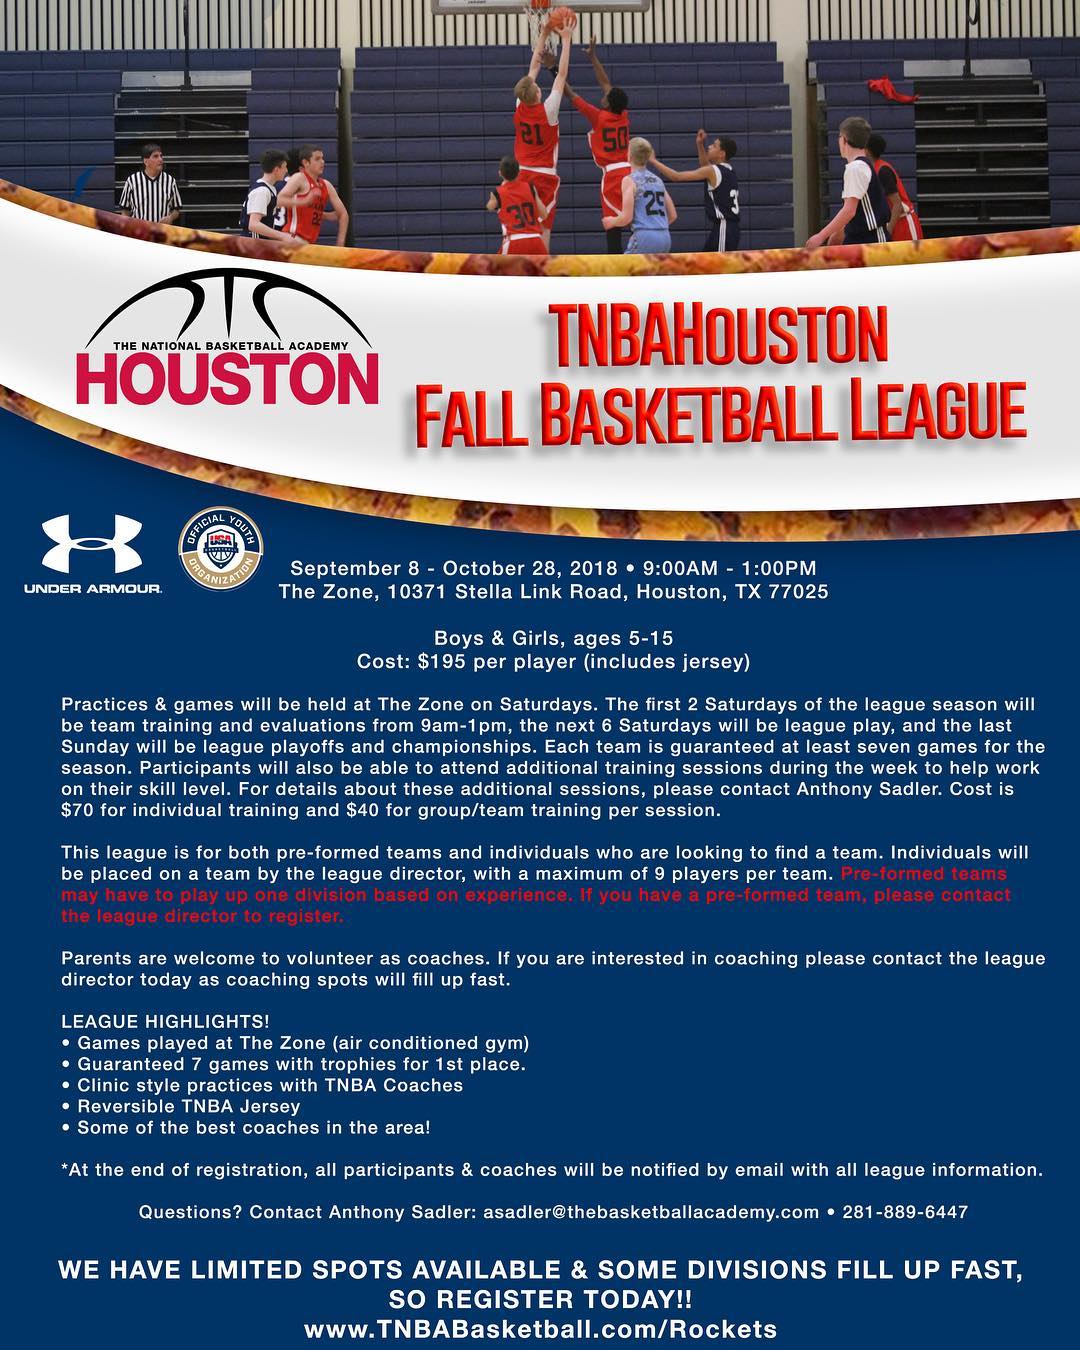 21
50
30
25
3
3
22
THE NATIONAL BASKETBALL ACADEMY
HOUSTON
TNBAHOUSTON
FALL BASKETBALL LEAGUE
UNDER ARMOUR.
OFFICIAL YOUTH
USA
BASKETBALL
ORGANIZATION
September 8 - October 28, 2018 • 9:00AM - 1:00PM
The Zone, 10371 Stella Link Road, Houston, TX 77025
Boys & Girls, ages 5-15
Cost: $195 per player (includes jersey)
Practices & games will be held at The Zone on Saturdays. The first 2 Saturdays of the league season will
be team training and evaluations from 9am-1pm, the next 6 Saturdays will be league play, and the last
Sunday will be league playoffs and championships. Each team is guaranteed at least seven games for the
season. Participants will also be able to attend additional training sessions during the week to help work
on their skill level. For details about these additional sessions, please contact Anthony Sadler. Cost is
$70 for individual training and $40 for group/team training per session.
This league is for both pre-formed teams and individuals who are looking to find a team. Individuals will
be placed on a team by the league director, with a maximum of 9 players per team. Pre-formed teams
may have to play up one division based on experience. If you have a pre-formed team, please contact
the league director to register.
Parents are welcome to volunteer as coaches. If you are interested in coaching please contact the league
director today as coaching spots will fill up fast.
LEAGUE HIGHLIGHTS!
• Games played at The Zone (air conditioned gym)
• Guaranteed 7 games with trophies for 1st place.
• Clinic style practices with TNBA Coaches
• Reversible TNBA Jersey
• Some of the best coaches in the area!
*At the end of registration, all participants & coaches will be notified by email with all league information.
Questions? Contact Anthony Sadler: asadler@thebasketballacademy.com • 281-889-6447
WE HAVE LIMITED SPOTS AVAILABLE & SOME DIVISIONS FILL UP FAST,
SO REGISTER TODAY!!
www.TNBABasketball.com/Rockets